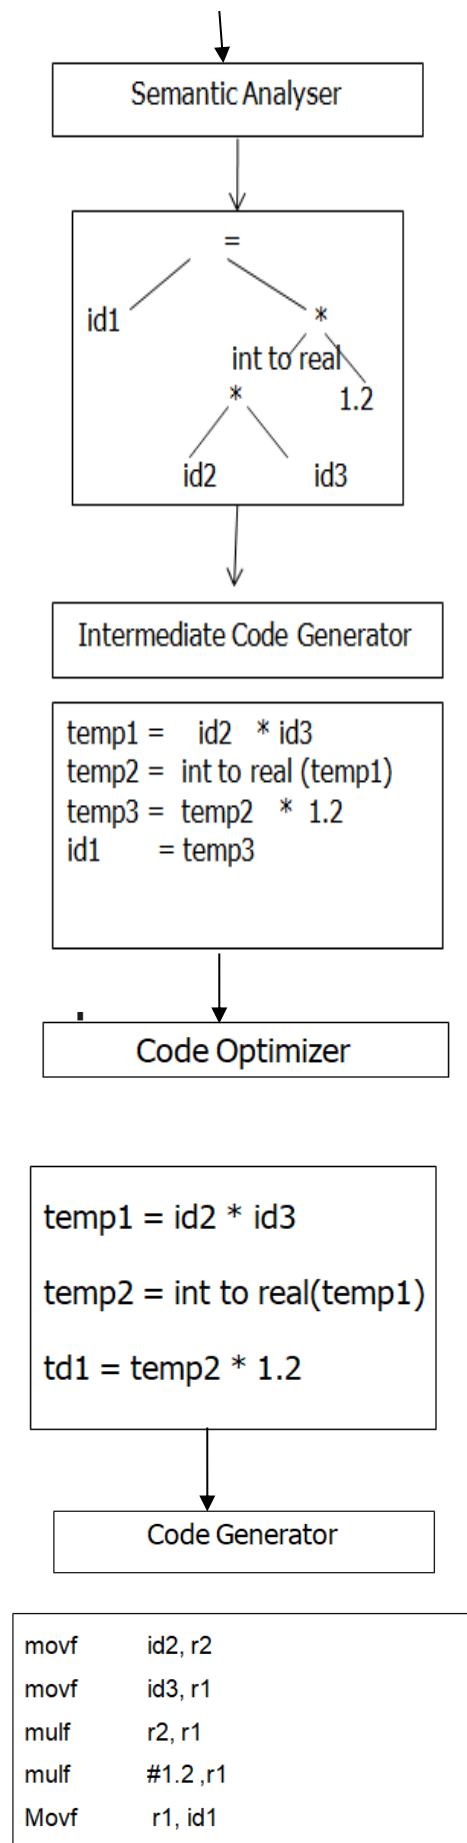 Semantic Analyser
=
id1 *
int to real
* 1.2
id2 id3
Intermediate Code Generator
temp1 = id2 * id3
temp2 = int to real (temp1)
temp3 = temp2 * 1.2
id1 = temp3
Code Optimizer
temp1 = id2 * id3
temp2 = int to real(temp1)
td1 = temp2 * 1.2
Code Generator
movf id2, r2
movf id3, r1
mulf r2, r1
mulf #1.2 ,r1
Movf r1, id1